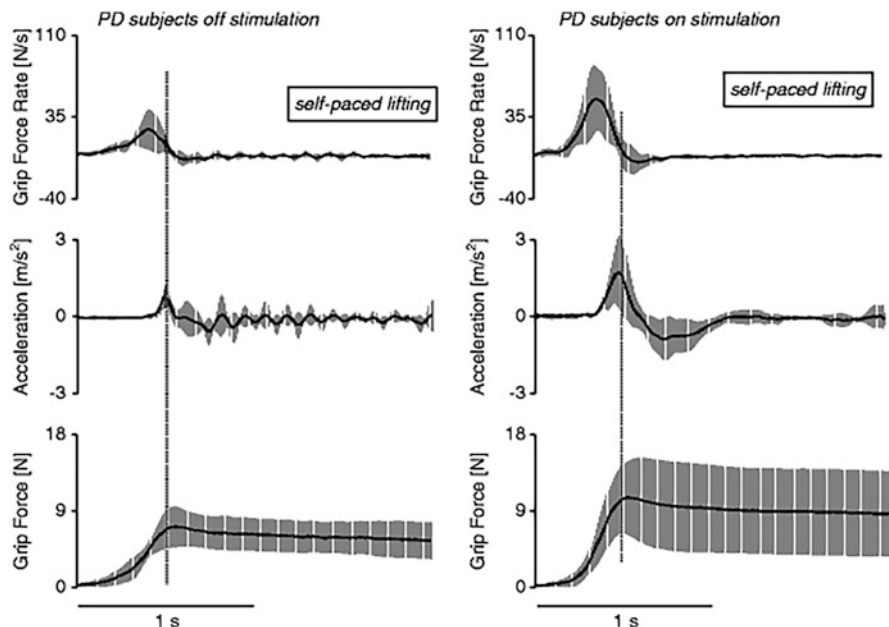 PD subjects off stimulation
110
35
-40
Grip Force Rate [N/s]
self-paced lifting
3
0
-3
Acceleration [m/s²]
18
9
0
Grip Force [N]
1 s
PD subjects on stimulation
110
35
-40
Grip Force Rate [N/s]
self-paced lifting
3
0
-3
Acceleration [m/s²]
18
9
0
Grip Force [N]
1 s